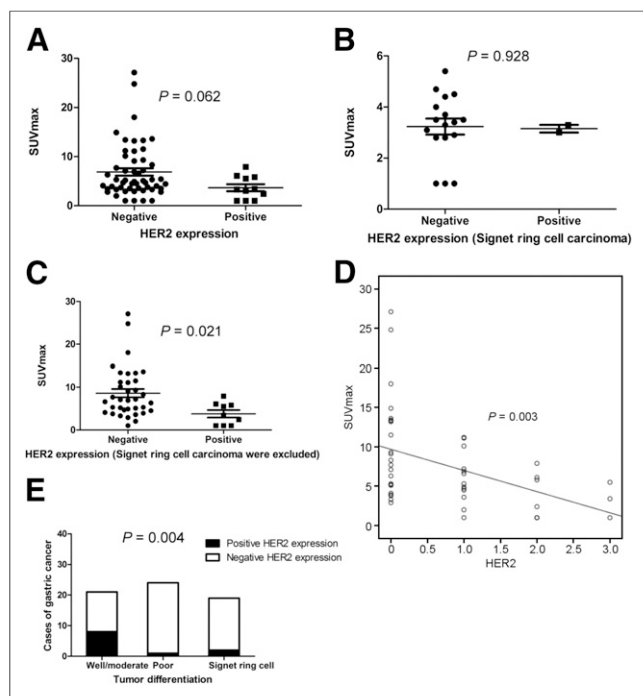 A
30
20
10
0
SUVmax
P = 0.062
Negative
Positive
HER2 expression
B
6
4
2
0
SUVmax
P = 0.928
Negative
Positive
HER2 expression (Signet ring cell carcinoma)
C
30
20
10
0
SUVmax
P = 0.021
Negative
Positive
HER2 expression (Signet ring cell carcinoma were excluded)
D
30
25
20
15
10
5
0
SUVmax
P = 0.003
0 0.5 1.0 1.5 2.0 2.5 3.0
HER2
E
40
30
20
10
0
Cases of gastric cancer
P = 0.004
Positive HER2 expression
Negative HER2 expression
Well/moderate Poor Signet ring cell
Tumor differentiation